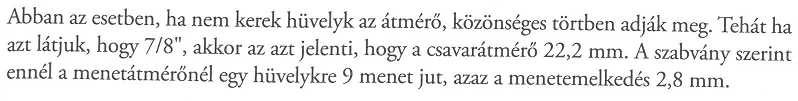 Abban az esetben, ha nem kerek hüvelyk az átmérő, közönséges törtben adják meg. Tehát ha
azt látjuk, hogy 7/8", akkor az azt jelenti, hogy a csavarátmérő 22,2 mm. A szabvány szerint
ennél a menetátmérőnél egy hüvelykre 9 menet jut, azaz a menetemelkedés 2,8 mm.